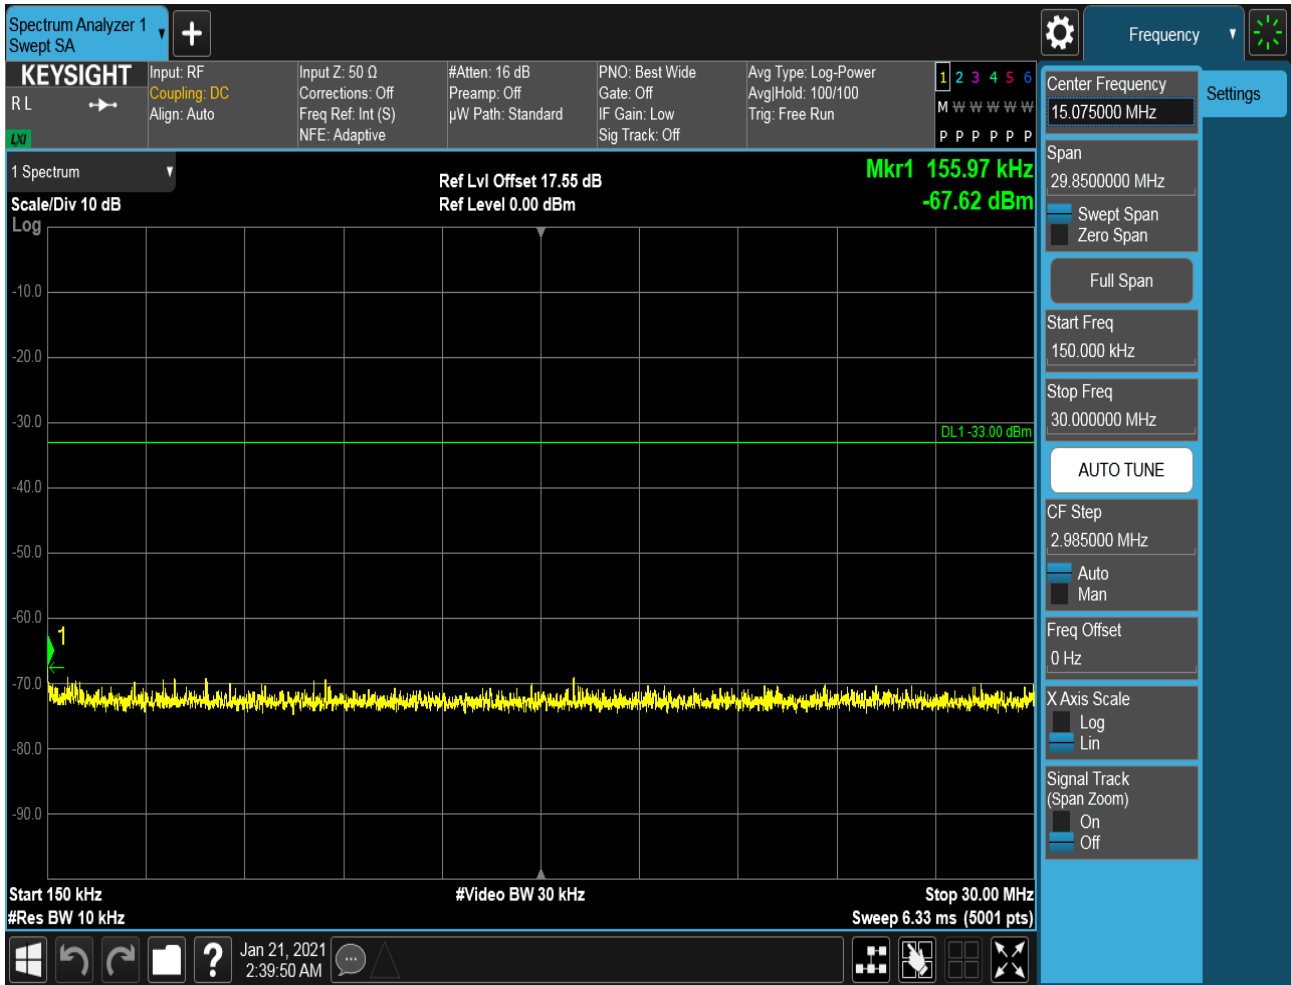 Spectrum Analyzer 1
Swept SA
Frequency
KEYSIGHT
R L
LXI
Input: RF
Coupling: DC
Align: Auto
Input Z: 50 Ω
Corrections: Off
Freq Ref: Int (S)
NFE: Adaptive
#Atten: 16 dB
Preamp: Off
µW Path: Standard
PNO: Best Wide
Gate: Off
IF Gain: Low
Sig Track: Off
Avg Type: Log-Power
Avg|Hold: 100/100
Trig: Free Run
1 2 3 4 5 6
M W W W W W
P P P P P P
1 Spectrum
Scale/Div 10 dB
Log
Ref Lvl Offset 17.55 dB
Ref Level 0.00 dBm
Mkr1 155.97 kHz
-67.62 dBm
-10.0
-20.0
-30.0
DL1 -33.00 dBm
-40.0
-50.0
-60.0
1
-70.0
-80.0
-90.0
Start 150 kHz
#Video BW 30 kHz
Stop 30.00 MHz
#Res BW 10 kHz
Sweep 6.33 ms (5001 pts)
?
Jan 21, 2021
2:39:50 AM
Center Frequency
15.075000 MHz
Settings
Span
29.8500000 MHz
Swept Span
Zero Span
Full Span
Start Freq
150.000 kHz
Stop Freq
30.000000 MHz
AUTO TUNE
CF Step
2.985000 MHz
Auto
Man
Freq Offset
0 Hz
X Axis Scale
Log
Lin
Signal Track
(Span Zoom)
On
Off